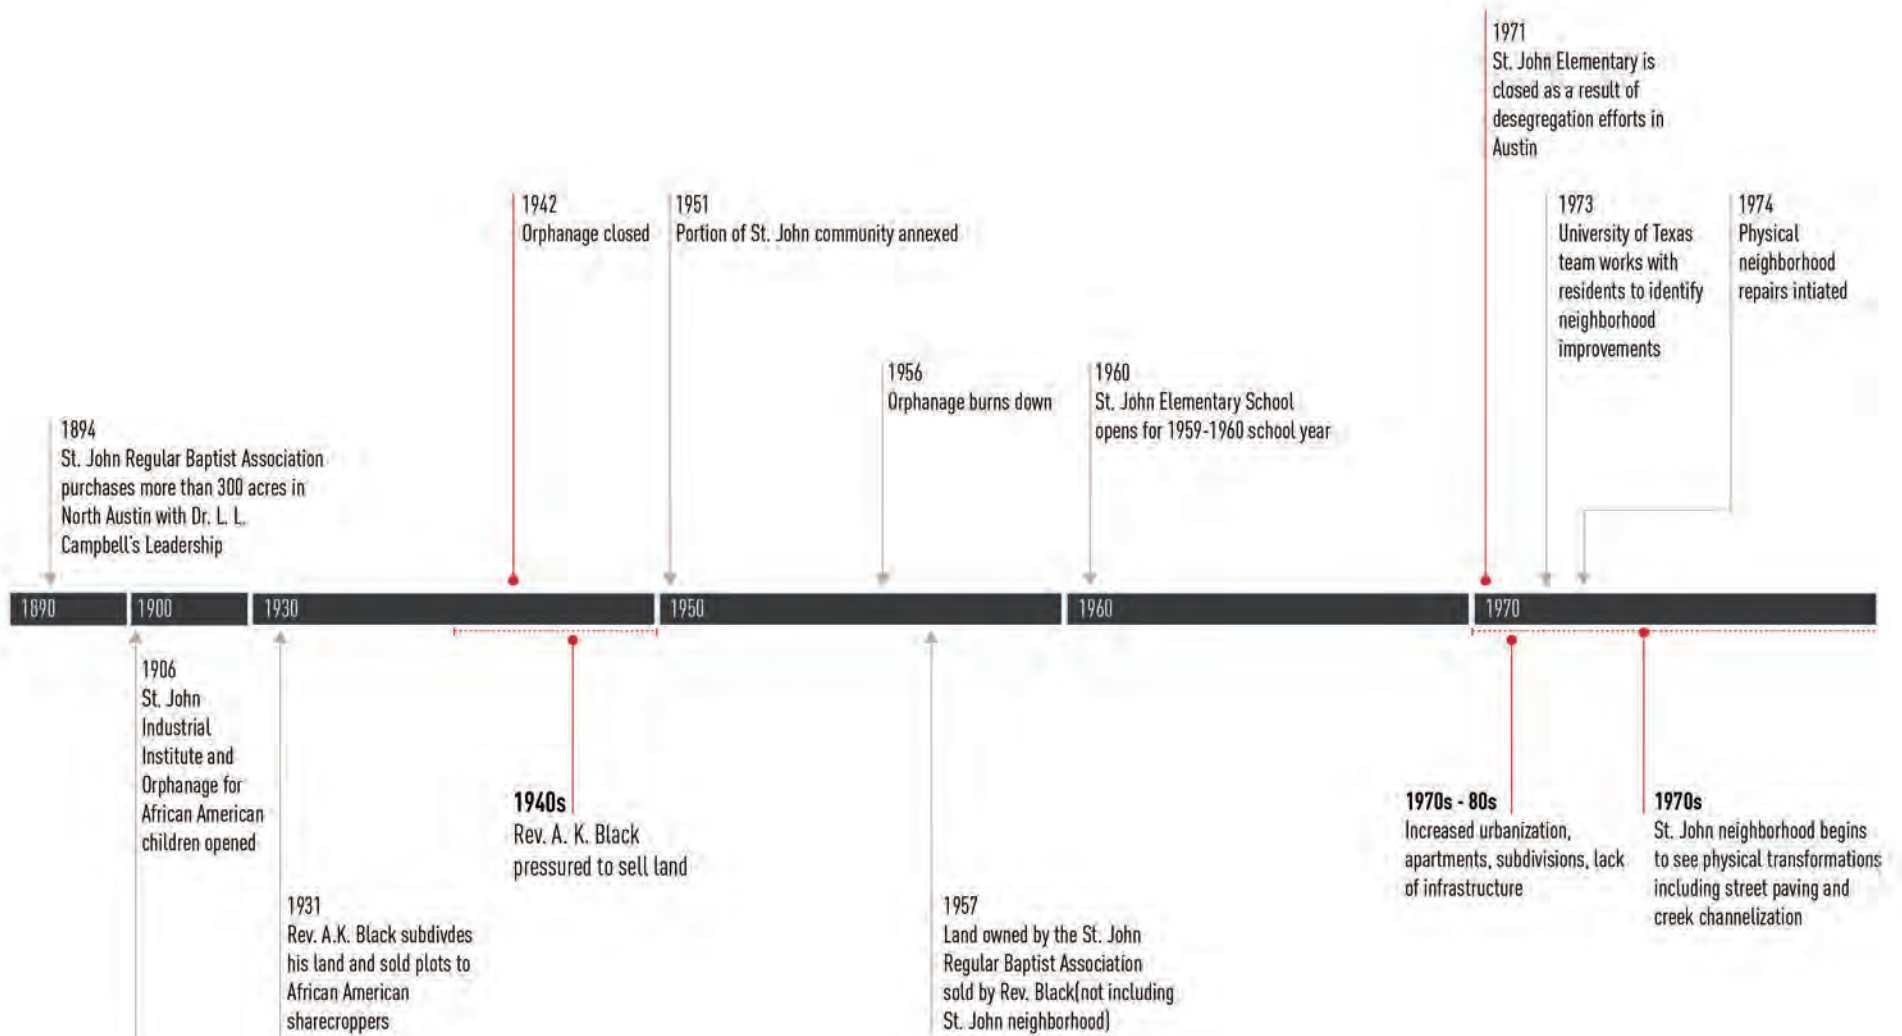 1971
St. John Elementary is
closed as a result of
desegregation efforts in
Austin
1942
Orphanage closed
1951
Portion of St. John community annexed
1973
University of Texas
team works with
residents to identify
neighborhood
improvements
1974
Physical
neighborhood
repairs intiated
1956
Orphanage burns down
1960
St. John Elementary School
opens for 1959-1960 school year
1894
St. John Regular Baptist Association
purchases more than 300 acres in
North Austin with Dr. L. L.
Campbell's Leadership
1890
1900
1930
1950
1960
1970
1906
St. John
Industrial
Institute and
Orphanage for
African American
children opened
1931
Rev. A.K. Black subdivdes
his land and sold plots to
African American
sharecroppers
1940s
Rev. A. K. Black
pressured to sell land
1957
Land owned by the St. John
Regular Baptist Association
sold by Rev. Black(not including
St. John neighborhood)
1970s - 80s
Increased urbanization,
apartments, subdivisions, lack
of infrastructure
1970s
St. John neighborhood begins
to see physical transformations
including street paving and
creek channelization